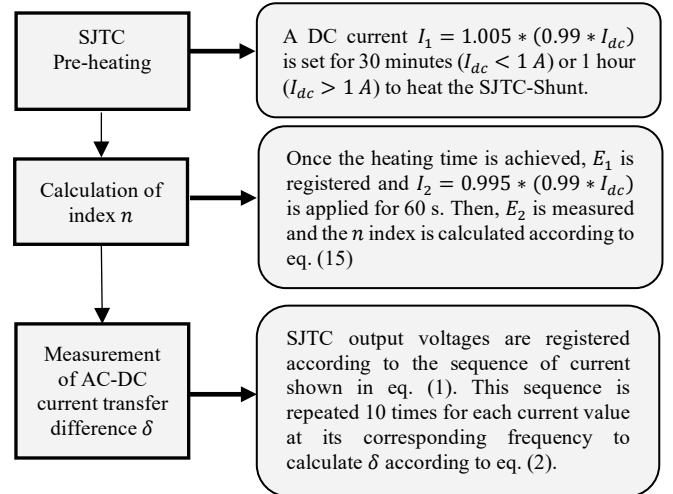 SJTC
Pre-heating
A DC current I₁ = 1.005 ∗ (0.99 ∗ I_dc)
is set for 30 minutes (I_dc < 1 A) or 1 hour
(I_dc > 1 A) to heat the SJTC-Shunt.
Calculation of
index n
Once the heating time is achieved, E₁ is
registered and I₂ = 0.995 ∗ (0.99 ∗ I_dc)
is applied for 60 s. Then, E₂ is measured
and the n index is calculated according to
eq. (15)
Measurement
of AC-DC
current transfer
difference δ
SJTC output voltages are registered
according to the sequence of current
shown in eq. (1). This sequence is
repeated 10 times for each current value
at its corresponding frequency to
calculate δ according to eq. (2).